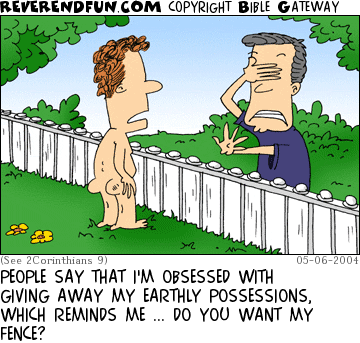 REVERENDFUN.COM COPYRIGHT BIBLE GATEWAY
(See 2Corinthians 9) 05-06-2004
PEOPLE SAY THAT I'M OBSESSED WITH
GIVING AWAY MY EARTHLY POSSESSIONS,
WHICH REMINDS ME ... DO YOU WANT MY
FENCE?